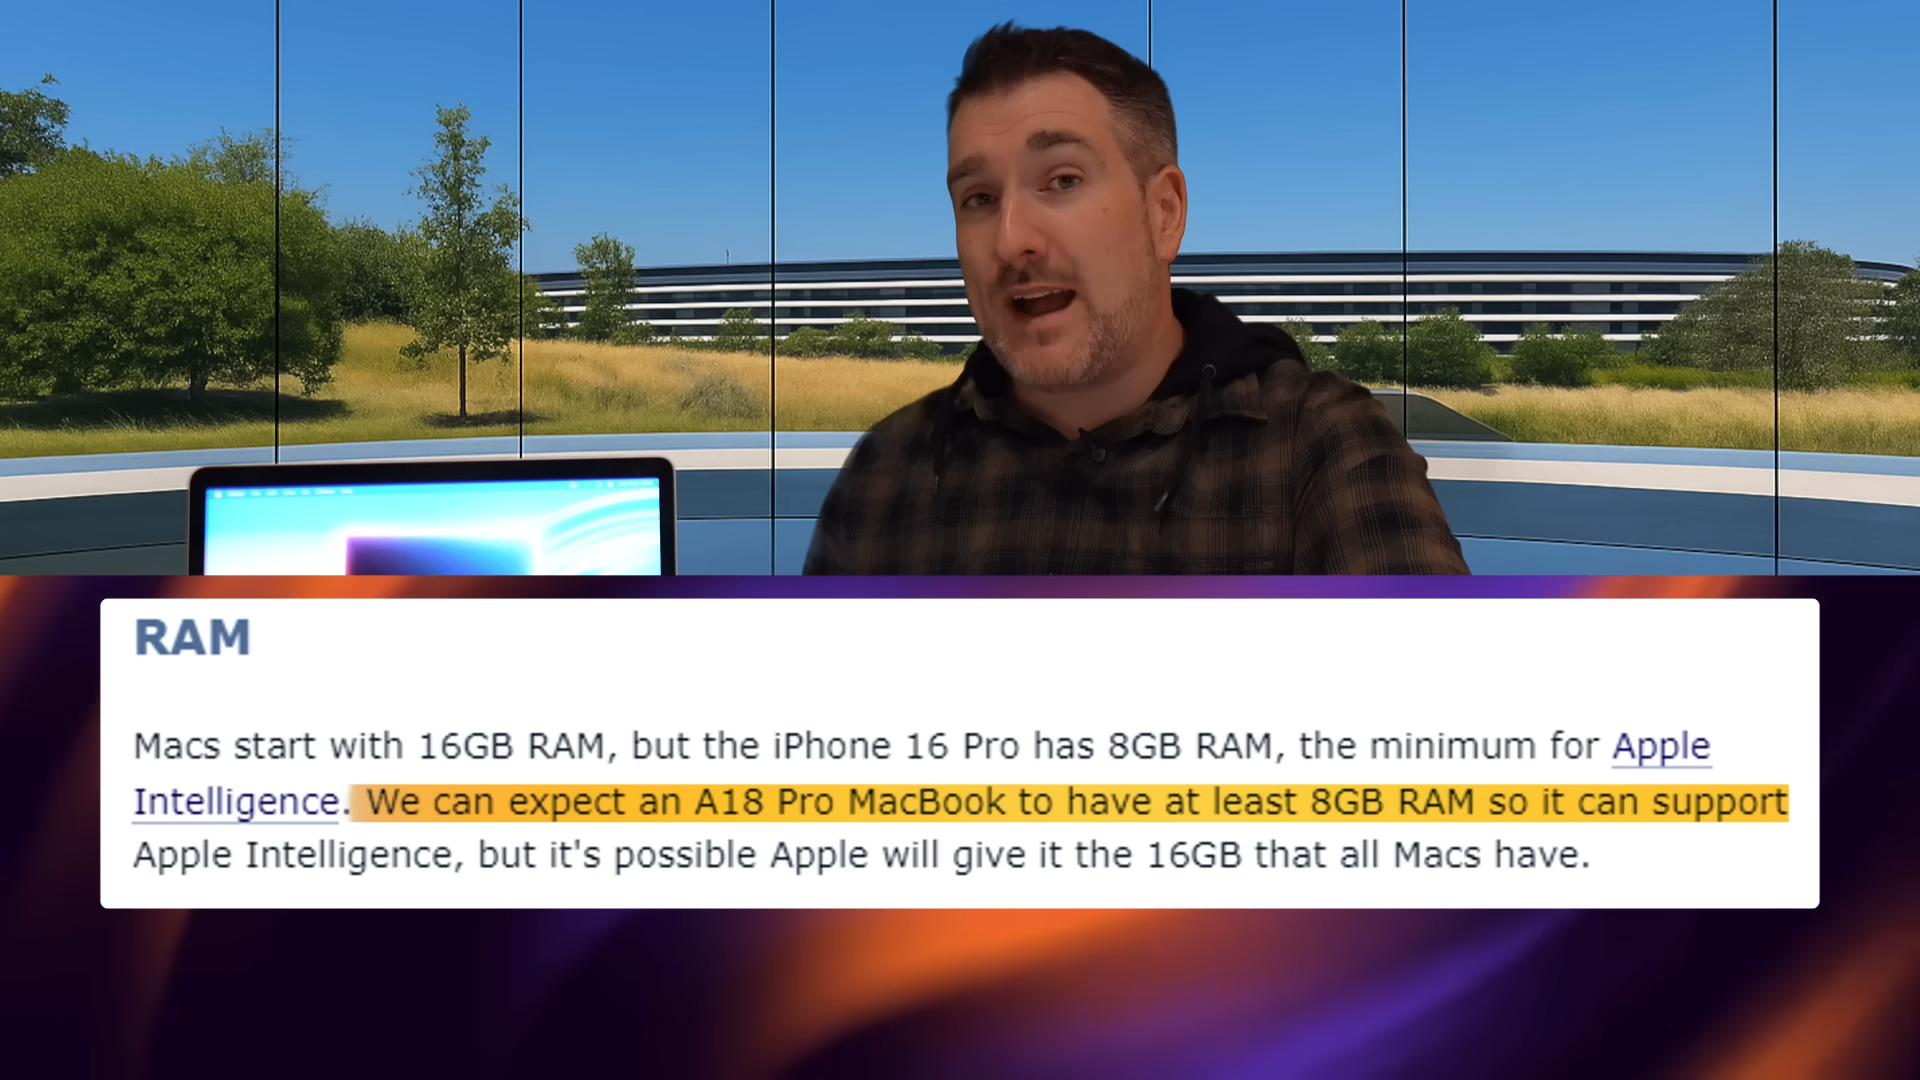 RAM
Macs start with 16GB RAM, but the iPhone 16 Pro has 8GB RAM, the minimum for Apple
Intelligence. We can expect an A18 Pro MacBook to have at least 8GB RAM so it can support
Apple Intelligence, but it's possible Apple will give it the 16GB that all Macs have.